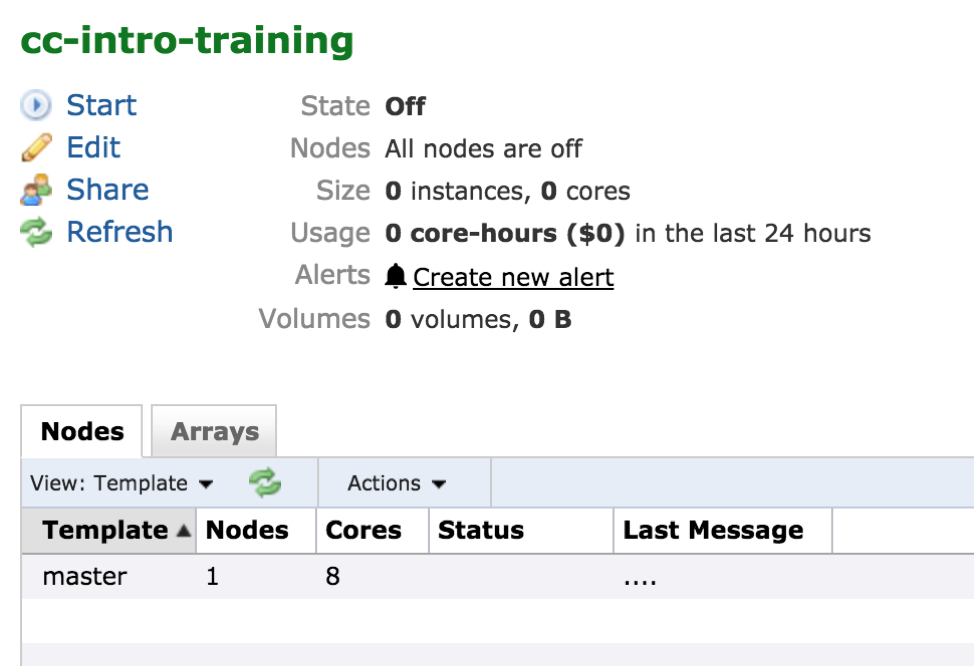 cc-intro-training
Start
Edit
Share
Refresh
State Off
Nodes All nodes are off
Size 0 instances, 0 cores
Usage 0 core-hours ($0) in the last 24 hours
Alerts Create new alert
Volumes 0 volumes, 0 B
Nodes Arrays
View: Template Actions
Template Nodes Cores Status Last Message
master 1 8 ....